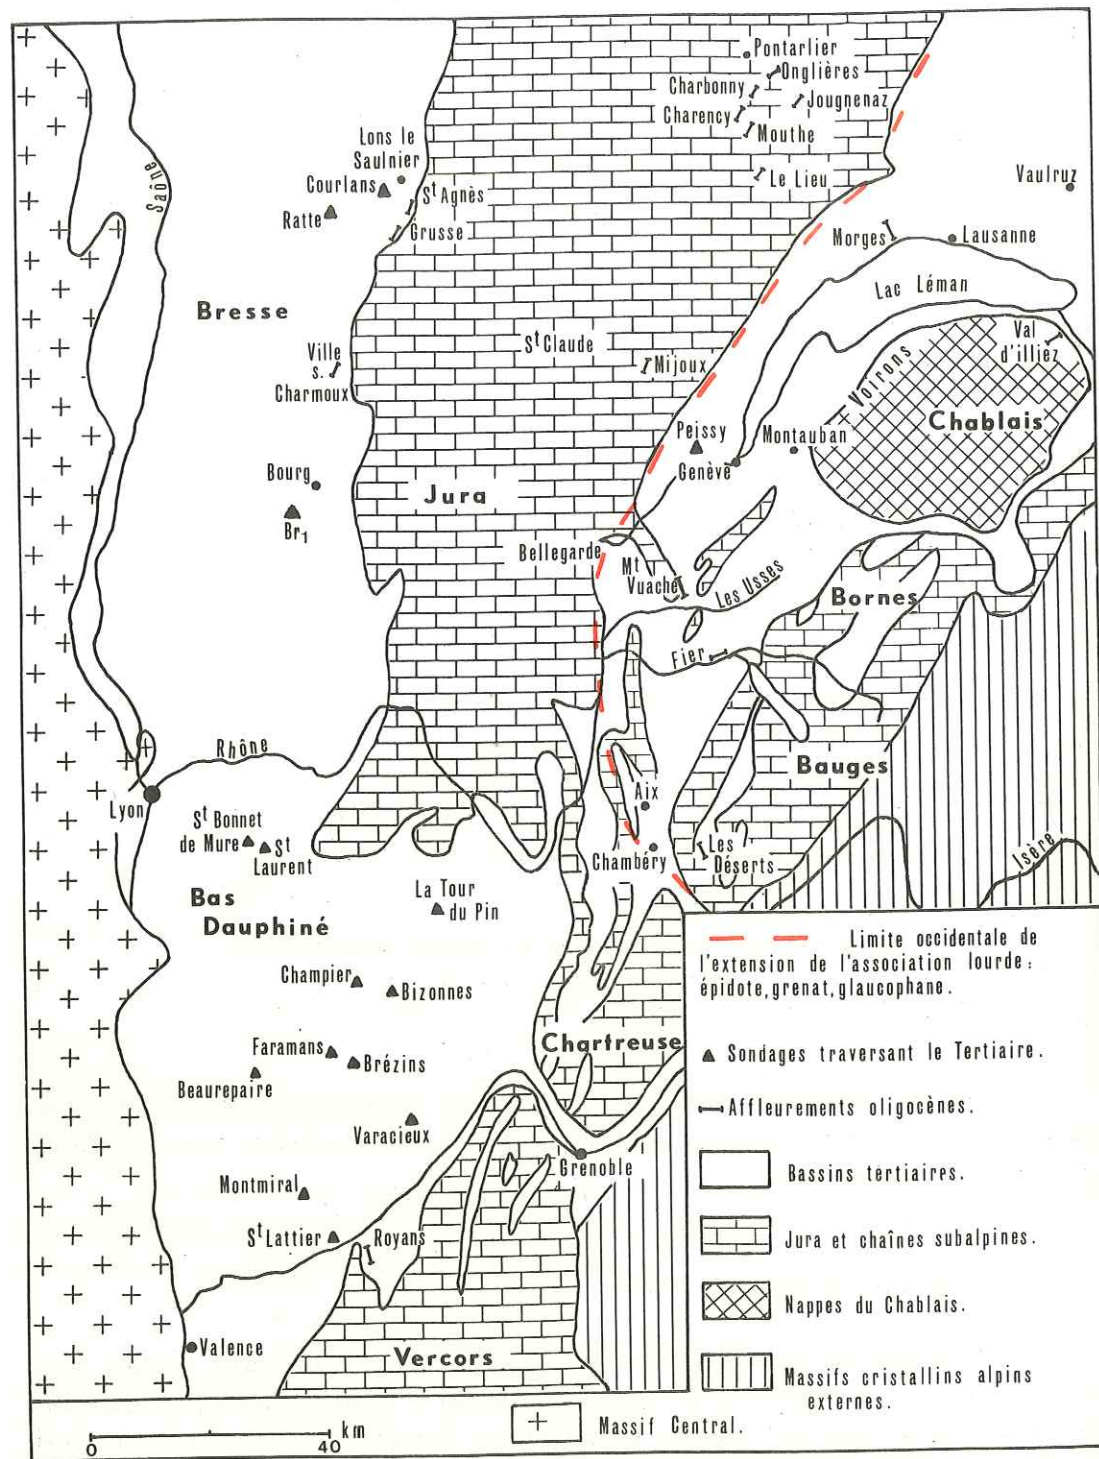 Pontarlier
Onglières
Charbonny
Jougnenaz
Charency
Mouthe
Lons le
Saulnier
Le Lieu
Courlans
St Agnès
Vaulruz
Saône
Ratte
Grusse
Morges
Lausanne
Lac Léman
Bresse
St Claude
Val
d'illiez
Ville
s.
Charmoux
Mijoux
Voirons
Chablais
Peissy
Montauban
Genève
Bourg
Jura
Br1
Bellegarde
Mt
Vuache
Les Usses
Bornes
Fier
Rhône
Bauges
Aix
Lyon
St Bonnet
de Mure
St
Laurent
Chambéry
Les
Déserts
Isère
La Tour
du Pin
Bas
Dauphiné
Champier
Bizonnes
Chartreuse
Faramans
Brézins
Beaurepaire
Varacieux
Grenoble
Montmiral
St Lattier
Royans
Valence
Vercors
Limite occidentale de
l'extension de l'association lourde :
épidote,grenat,glaucophane.
Sondages traversant le Tertiaire.
Affleurements oligocènes.
Bassins tertiaires.
Jura et chaînes subalpines.
Nappes du Chablais.
Massifs cristallins alpins
externes.
Massif Central.
km
0
40